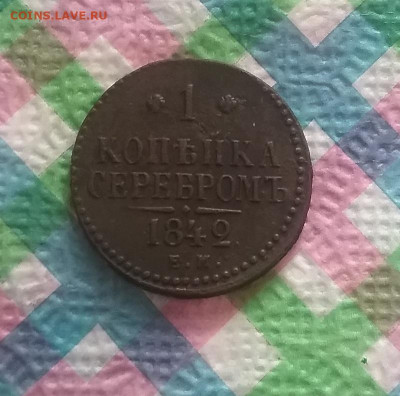 COINS.LAVE.RU
1
КОПѢЙКА
СЕРЕБРОМЪ
1842.
Е.М.